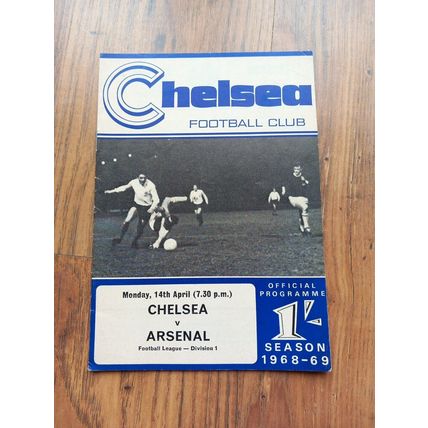 Chelsea
FOOTBALL CLUB
Monday, 14th April (7.30 p.m.)
CHELSEA
v
ARSENAL
Football League — Division 1
OFFICIAL
PROGRAMME
1/-
SEASON
1968-69